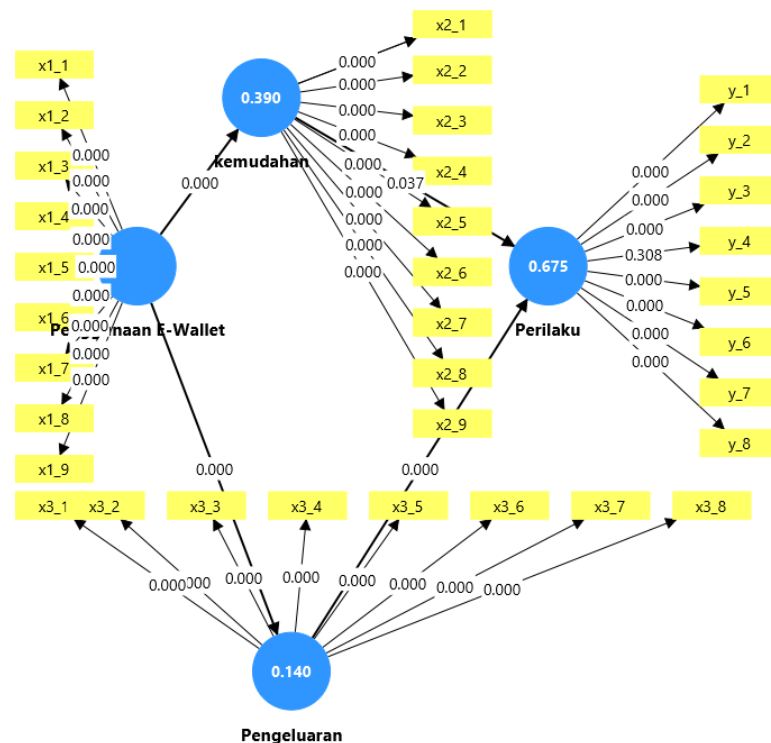 x1_1
x1_2
x1_3
x1_4
x1_5
x1_6
x1_7
x1_8
x1_9
0.000
0.000
0.000
0.000
0.000
0.000
0.000
0.000
0.000
E-Wallet
0.000
0.390
kemudahan
0.000
0.000
0.000
0.000
0.000
0.000
0.000
0.000
0.000
0.037
x2_1
x2_2
x2_3
x2_4
x2_5
x2_6
x2_7
x2_8
x2_9
0.675
Perilaku
0.000
0.000
0.000
0.308
0.000
0.000
0.000
0.000
y_1
y_2
y_3
y_4
y_5
y_6
y_7
y_8
0.000
0.000
x3_1 x3_2 x3_3 x3_4 x3_5 x3_6 x3_7 x3_8
0.000 0.000 0.000 0.000 0.000 0.000 0.000
0.140
Pengeluaran